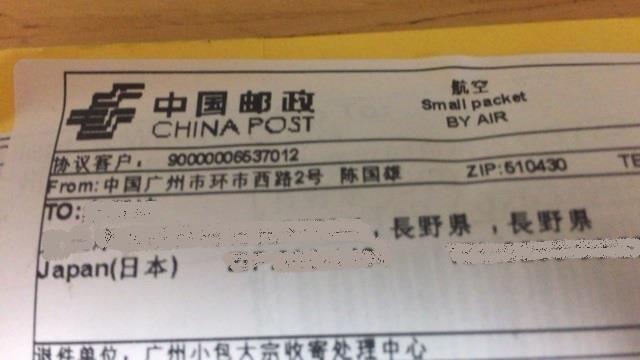 中国邮政
CHINA POST
航空
Small packet
BY AIR
协议客户: 90000006537012
From: 中国广州市环市西路2号 陈国雄 ZIP:510430 TE
TO:
, 長野県 , 長野県
Japan(日本)
退件单位: 广州小包大宗收寄处理中心